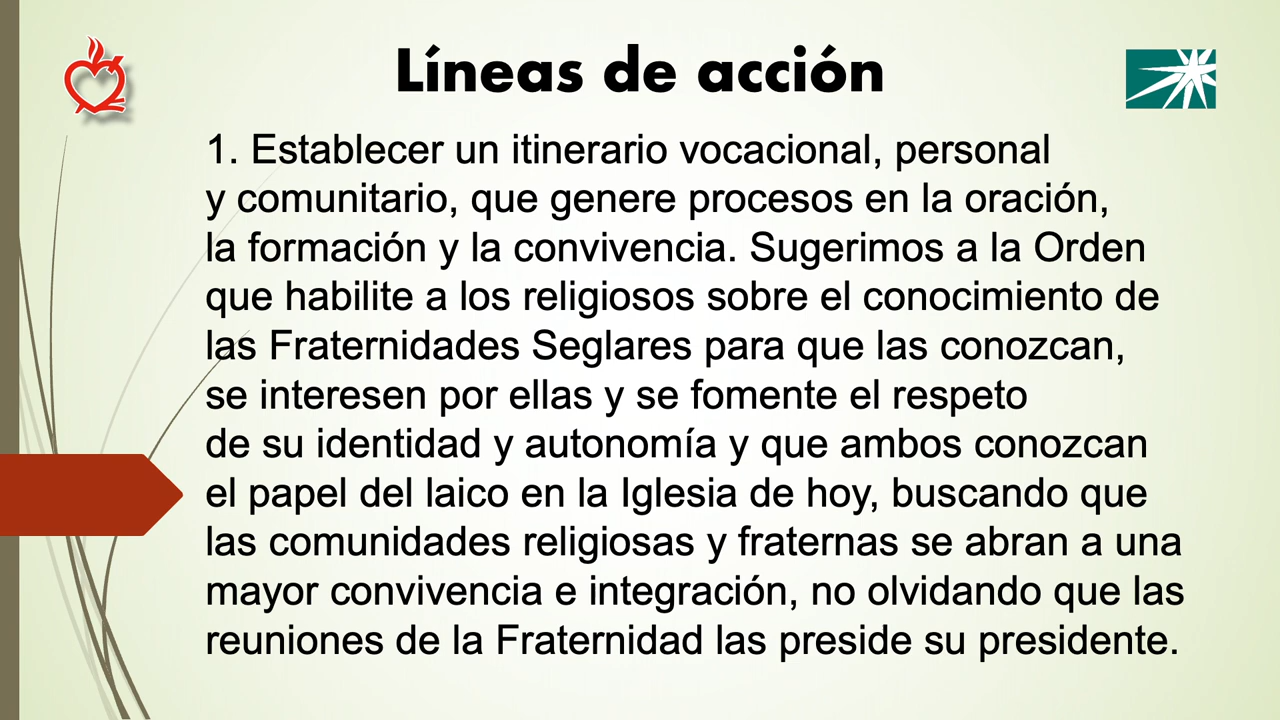 Líneas de acción
1. Establecer un itinerario vocacional, personal
y comunitario, que genere procesos en la oración,
la formación y la convivencia. Sugerimos a la Orden
que habilite a los religiosos sobre el conocimiento de
las Fraternidades Seglares para que las conozcan,
se interesen por ellas y se fomente el respeto
de su identidad y autonomía y que ambos conozcan
el papel del laico en la Iglesia de hoy, buscando que
las comunidades religiosas y fraternas se abran a una
mayor convivencia e integración, no olvidando que las
reuniones de la Fraternidad las preside su presidente.